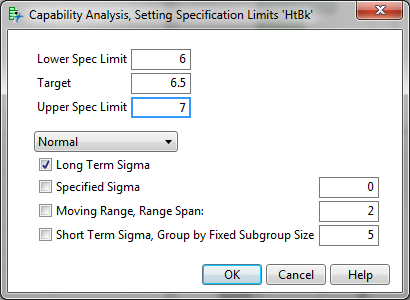 Capability Analysis, Setting Specification Limits 'HtBk'
Lower Spec Limit 6
Target 6.5
Upper Spec Limit 7
Normal
Long Term Sigma
Specified Sigma 0
Moving Range, Range Span: 2
Short Term Sigma, Group by Fixed Subgroup Size 5
OK Cancel Help